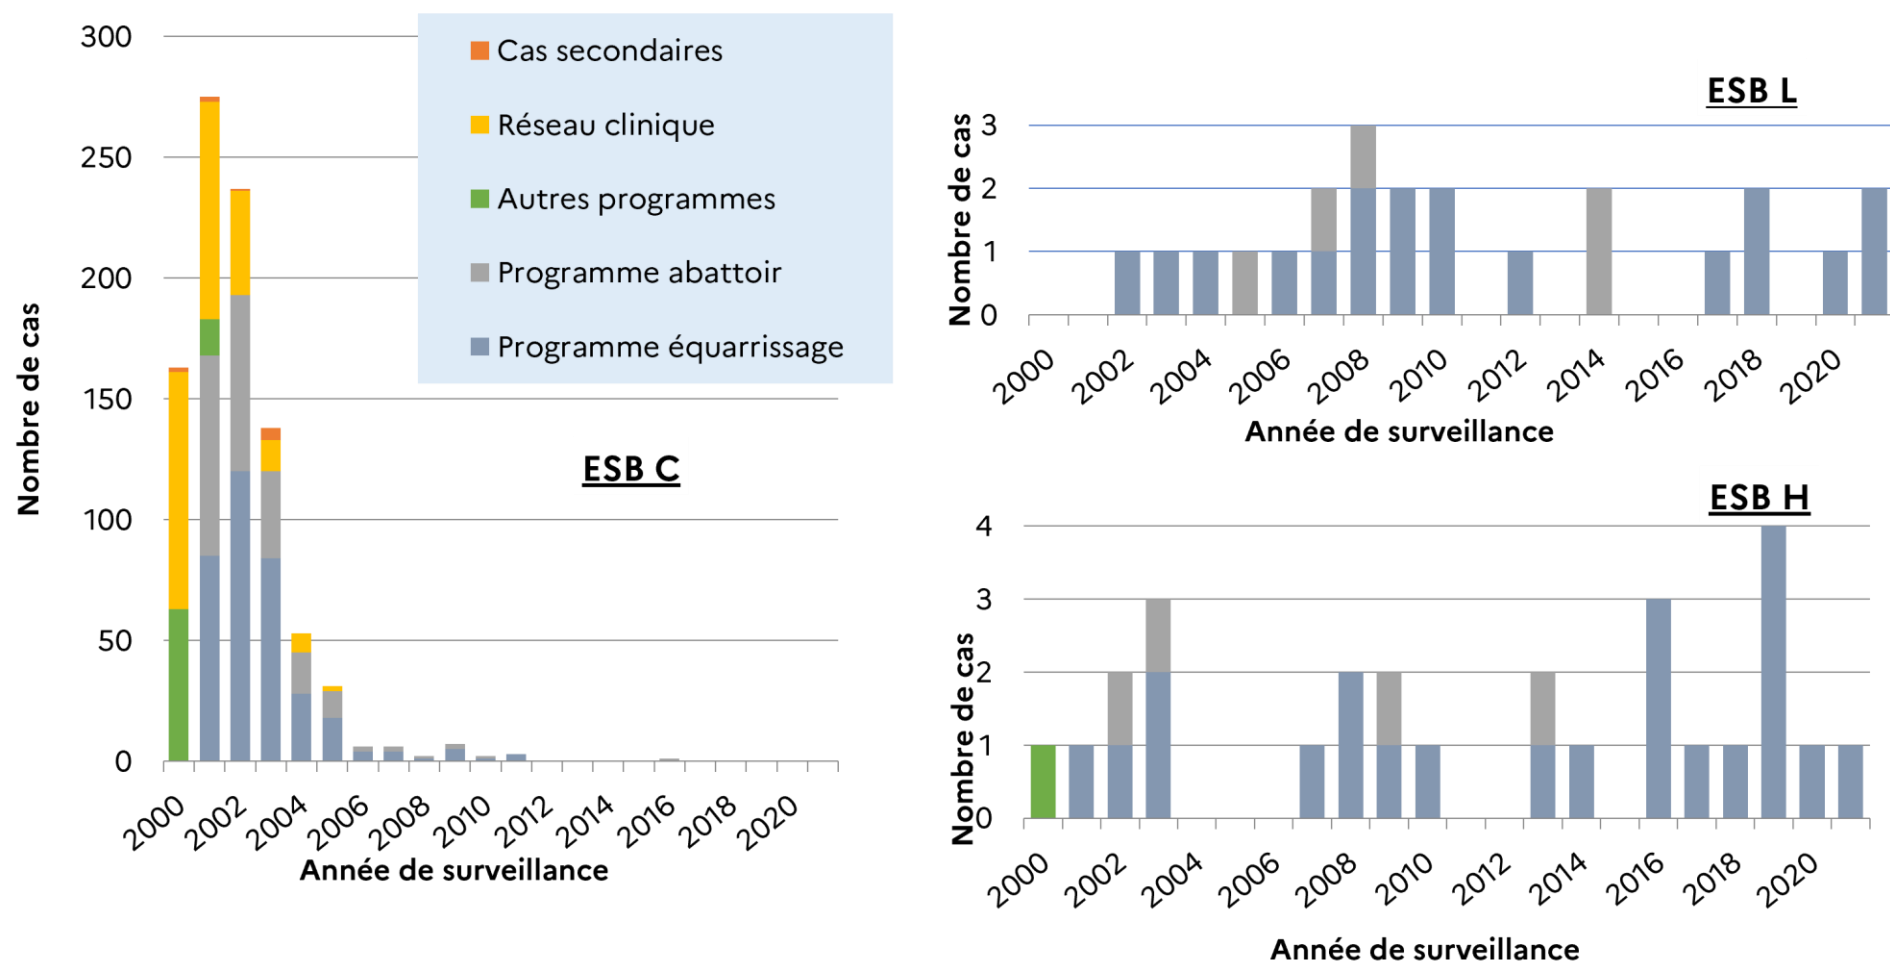 300
250
200
150
100
50
0
Nombre de cas
Cas secondaires
Réseau clinique
Autres programmes
Programme abattoir
Programme équarrissage
ESB C
2000 2002 2004 2006 2008 2010 2012 2014 2016 2018 2020
Année de surveillance
ESB L
Nombre de cas
3
2
1
0
2000 2002 2004 2006 2008 2010 2012 2014 2016 2018 2020
Année de surveillance
ESB H
Nombre de cas
4
3
2
1
0
2000 2002 2004 2006 2008 2010 2012 2014 2016 2018 2020
Année de surveillance